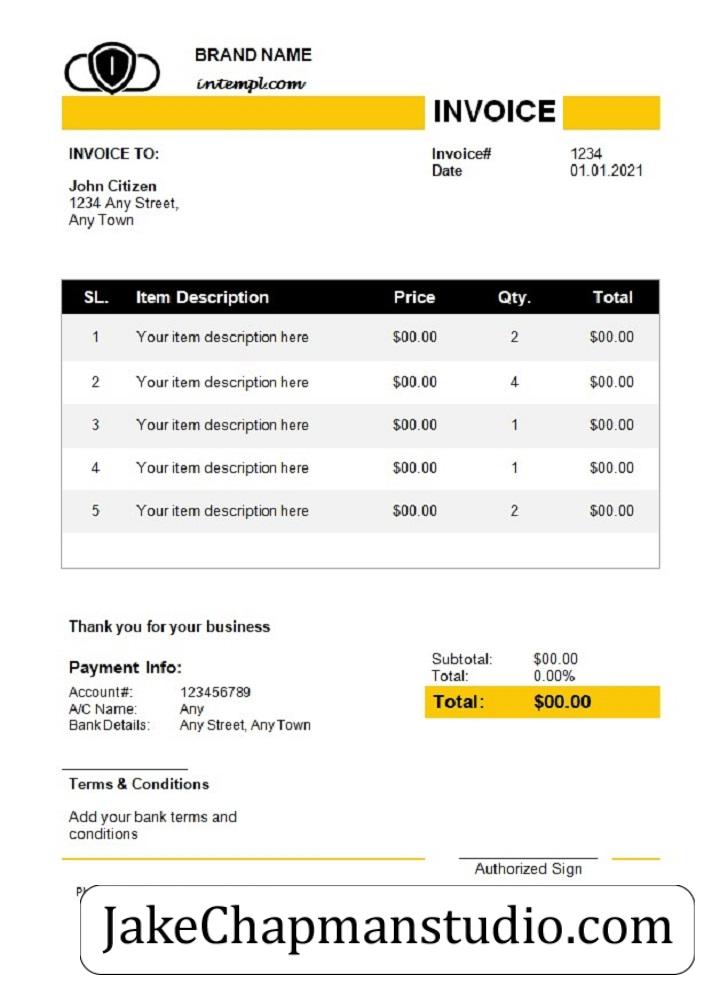 I
BRAND NAME
intempl.com
INVOICE
INVOICE TO:
Invoice# 1234
Date 01.01.2021
John Citizen
1234 Any Street,
Any Town
SL. Item Description Price Qty. Total
1 Your item description here $00.00 2 $00.00
2 Your item description here $00.00 4 $00.00
3 Your item description here $00.00 1 $00.00
4 Your item description here $00.00 1 $00.00
5 Your item description here $00.00 2 $00.00
Thank you for your business
Subtotal: $00.00
Total: 0.00%
Total: $00.00
Payment Info:
Account#: 123456789
A/C Name: Any
Bank Details: Any Street, Any Town
Terms & Conditions
Add your bank terms and
conditions
Authorized Sign
JakeChapmanstudio.com